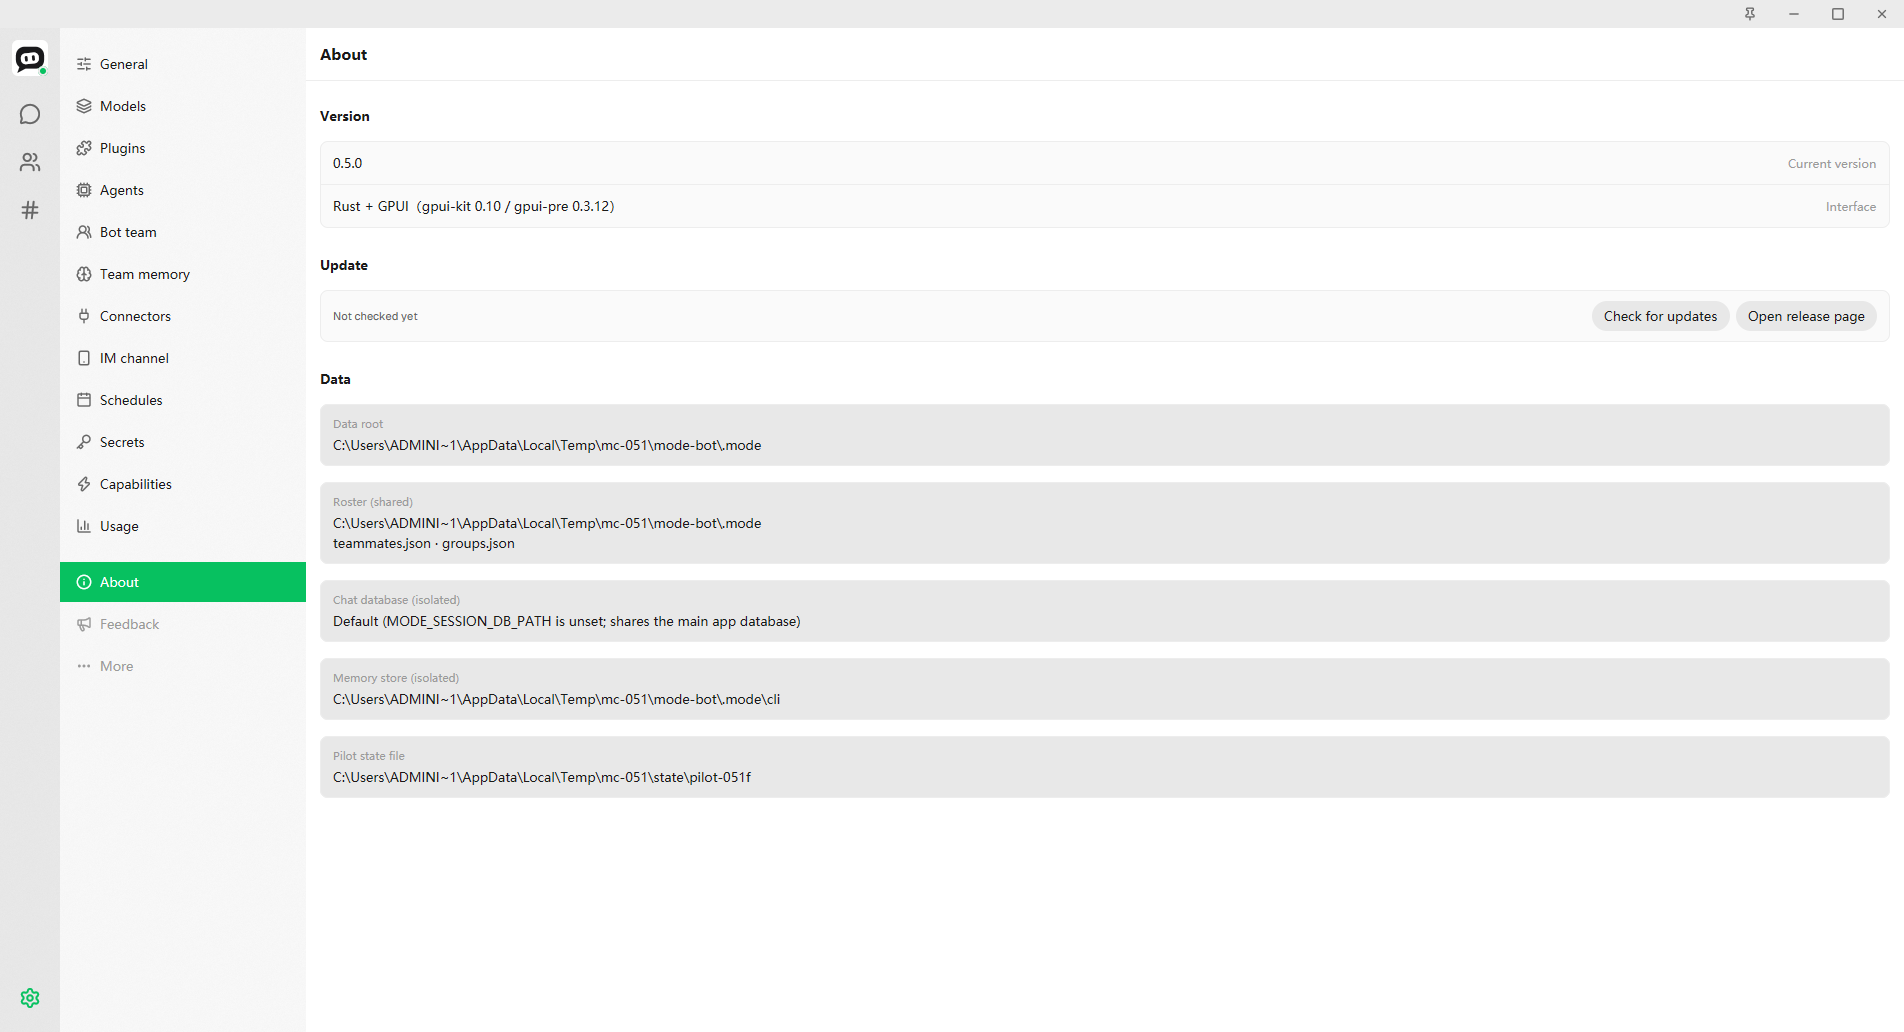 General
Models
Plugins
Agents
Bot team
Team memory
Connectors
IM channel
Schedules
Secrets
Capabilities
Usage
About
Feedback
More
About
Version
0.5.0
Current version
Rust + GPUI（gpui-kit 0.10 / gpui-pre 0.3.12）
Interface
Update
Not checked yet
Check for updates
Open release page
Data
Data root
C:\Users\ADMINI~1\AppData\Local\Temp\mc-051\mode-bot\.mode
Roster (shared)
C:\Users\ADMINI~1\AppData\Local\Temp\mc-051\mode-bot\.mode
teammates.json · groups.json
Chat database (isolated)
Default (MODE_SESSION_DB_PATH is unset; shares the main app database)
Memory store (isolated)
C:\Users\ADMINI~1\AppData\Local\Temp\mc-051\mode-bot\.mode\cli
Pilot state file
C:\Users\ADMINI~1\AppData\Local\Temp\mc-051\state\pilot-051f